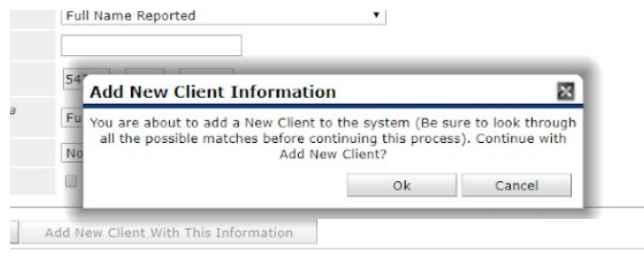 Full Name Reported
54
Add New Client Information
Fu
You are about to add a New Client to the system (Be sure to look through
all the possible matches before continuing this process). Continue with
No
Add New Client?
Ok Cancel
Add New Client With This Information